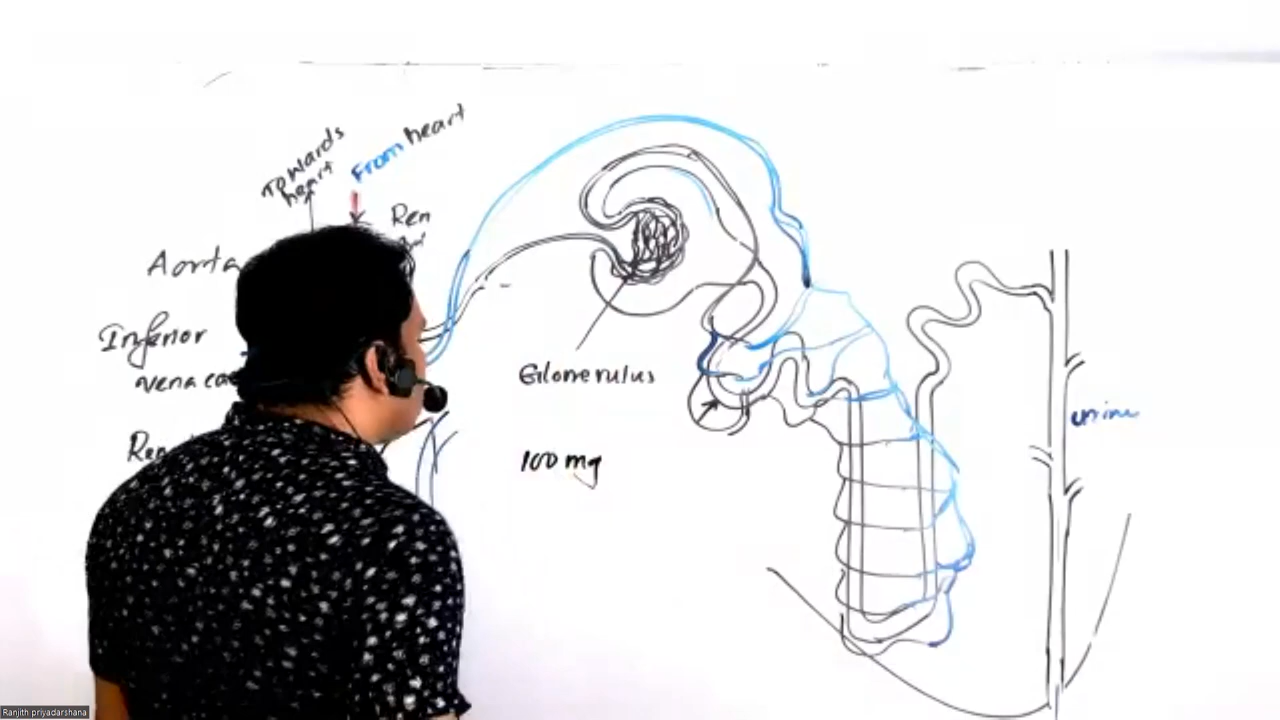 Towards
heart
From heart
Ren
Aorta
Inferior
vena ca
Ren
Glomerulus
100 mg
urine
Ranjith priyadarshana